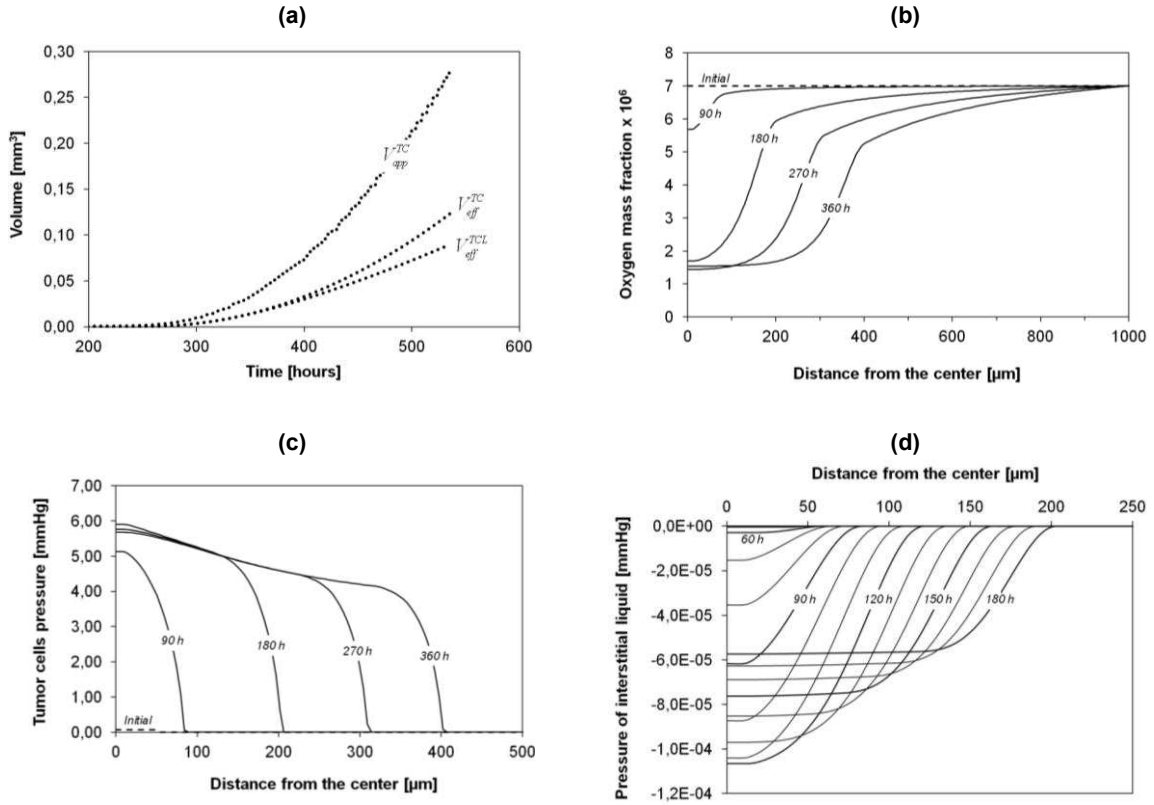 (a)
Volume [mm³]
0,30
0,25
0,20
0,15
0,10
0,05
0,00
V_app^TC
V_eff^TC
V_eff^TCL
200 300 400 500 600
Time [hours]
(b)
Oxygen mass fraction x 10⁶
8
7
6
5
4
3
2
1
0
Initial
90 h
180 h
270 h
360 h
0 200 400 600 800 1000
Distance from the center [µm]
(c)
Tumor cells pressure [mmHg]
7,00
6,00
5,00
4,00
3,00
2,00
1,00
0,00
90 h
180 h
270 h
360 h
Initial
0 100 200 300 400 500
Distance from the center [µm]
(d)
Distance from the center [µm]
0 50 100 150 200 250
Pressure of interstitial liquid [mmHg]
0,0E+00
-2,0E-05
-4,0E-05
-6,0E-05
-8,0E-05
-1,0E-04
-1,2E-04
60 h
90 h
120 h
150 h
180 h